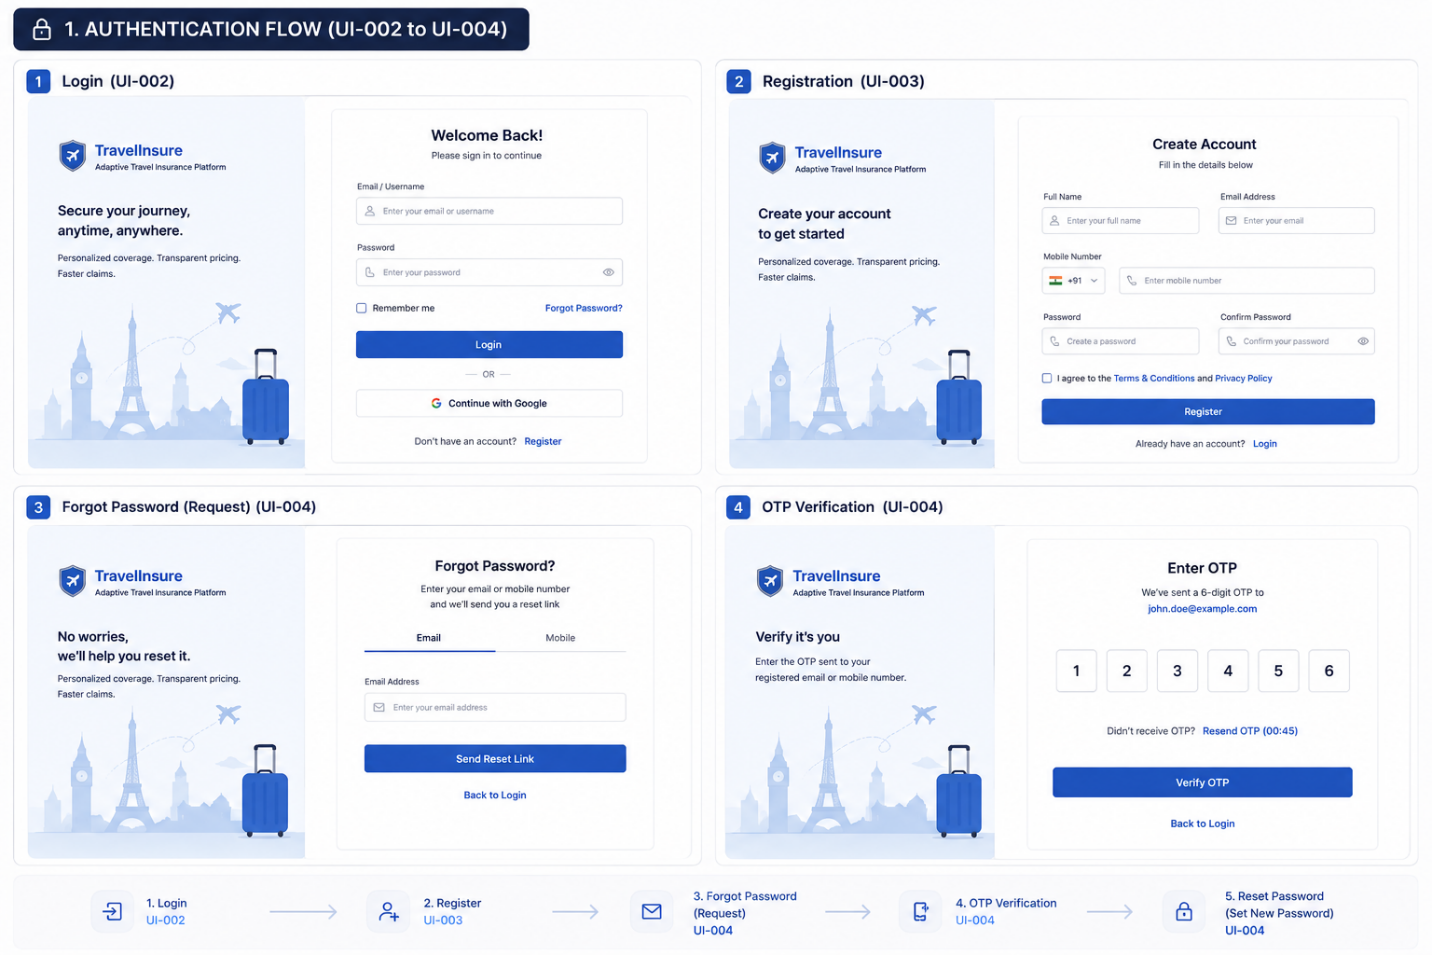 1. AUTHENTICATION FLOW (UI-002 to UI-004)
1 Login (UI-002)
TravelInsure
Adaptive Travel Insurance Platform
Secure your journey,
anytime, anywhere.
Personalized coverage. Transparent pricing.
Faster claims.
Welcome Back!
Please sign in to continue
Email / Username
Enter your email or username
Password
Enter your password
Remember me Forgot Password?
Login
OR
Continue with Google
Don't have an account? Register
2 Registration (UI-003)
TravelInsure
Adaptive Travel Insurance Platform
Create your account
to get started
Personalized coverage. Transparent pricing.
Faster claims.
Create Account
Fill in the details below
Full Name Email Address
Enter your full name Enter your email
Mobile Number
+91 Enter mobile number
Password Confirm Password
Create a password Confirm your password
I agree to the Terms & Conditions and Privacy Policy
Register
Already have an account? Login
3 Forgot Password (Request) (UI-004)
TravelInsure
Adaptive Travel Insurance Platform
No worries,
we'll help you reset it.
Personalized coverage. Transparent pricing.
Faster claims.
Forgot Password?
Enter your email or mobile number
and we'll send you a reset link
Email Mobile
Email Address
Enter your email address
Send Reset Link
Back to Login
4 OTP Verification (UI-004)
TravelInsure
Adaptive Travel Insurance Platform
Verify it's you
Enter the OTP sent to your
registered email or mobile number.
Enter OTP
We've sent a 6-digit OTP to
john.doe@example.com
1 2 3 4 5 6
Didn't receive OTP? Resend OTP (00:45)
Verify OTP
Back to Login
1. Login
UI-002
2. Register
UI-003
3. Forgot Password
(Request)
UI-004
4. OTP Verification
UI-004
5. Reset Password
(Set New Password)
UI-004